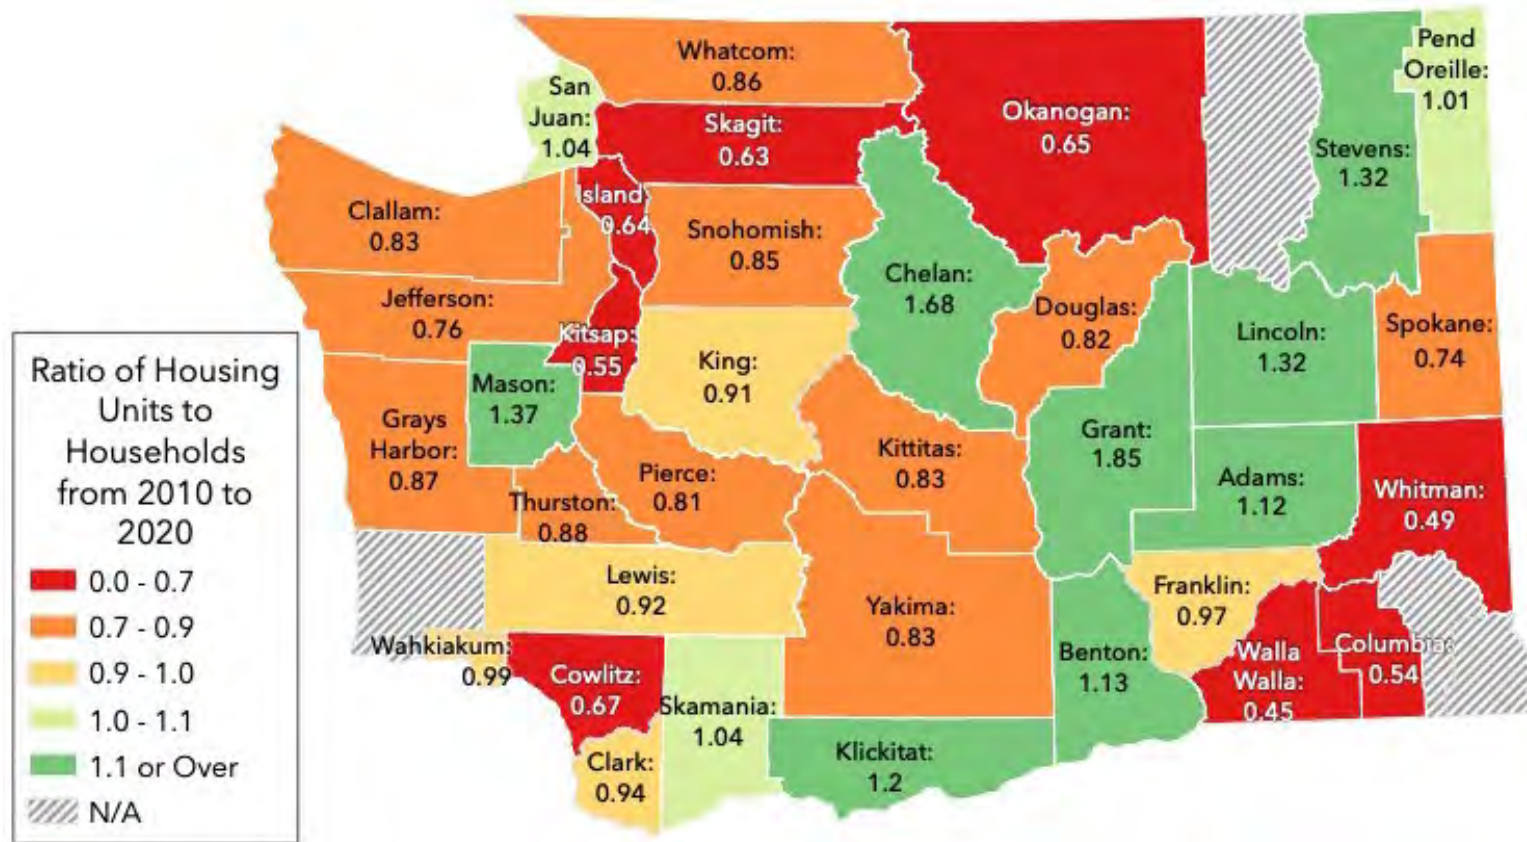 Whatcom:
0.86
San
Juan:
1.04
Skagit:
0.63
Okanogan:
0.65
Pend
Oreille:
1.01
Stevens:
1.32
Island:
0.64
Clallam:
0.83
Snohomish:
0.85
Chelan:
1.68
Jefferson:
0.76
Douglas:
0.82
Kitsap:
0.55
Lincoln:
1.32
Spokane:
0.74
King:
0.91
Mason:
1.37
Grays
Harbor:
0.87
Grant:
1.85
Kittitas:
0.83
Pierce:
0.81
Adams:
1.12
Whitman:
0.49
Thurston:
0.88
Lewis:
0.92
Franklin:
0.97
Yakima:
0.83
Wahkiakum:
0.99
Cowlitz:
0.67
Benton:
1.13
Walla
Walla:
0.45
Columbia:
0.54
Skamania:
1.04
Klickitat:
1.2
Clark:
0.94
Ratio of Housing
Units to
Households
from 2010 to
2020
0.0 - 0.7
0.7 - 0.9
0.9 - 1.0
1.0 - 1.1
1.1 or Over
N/A